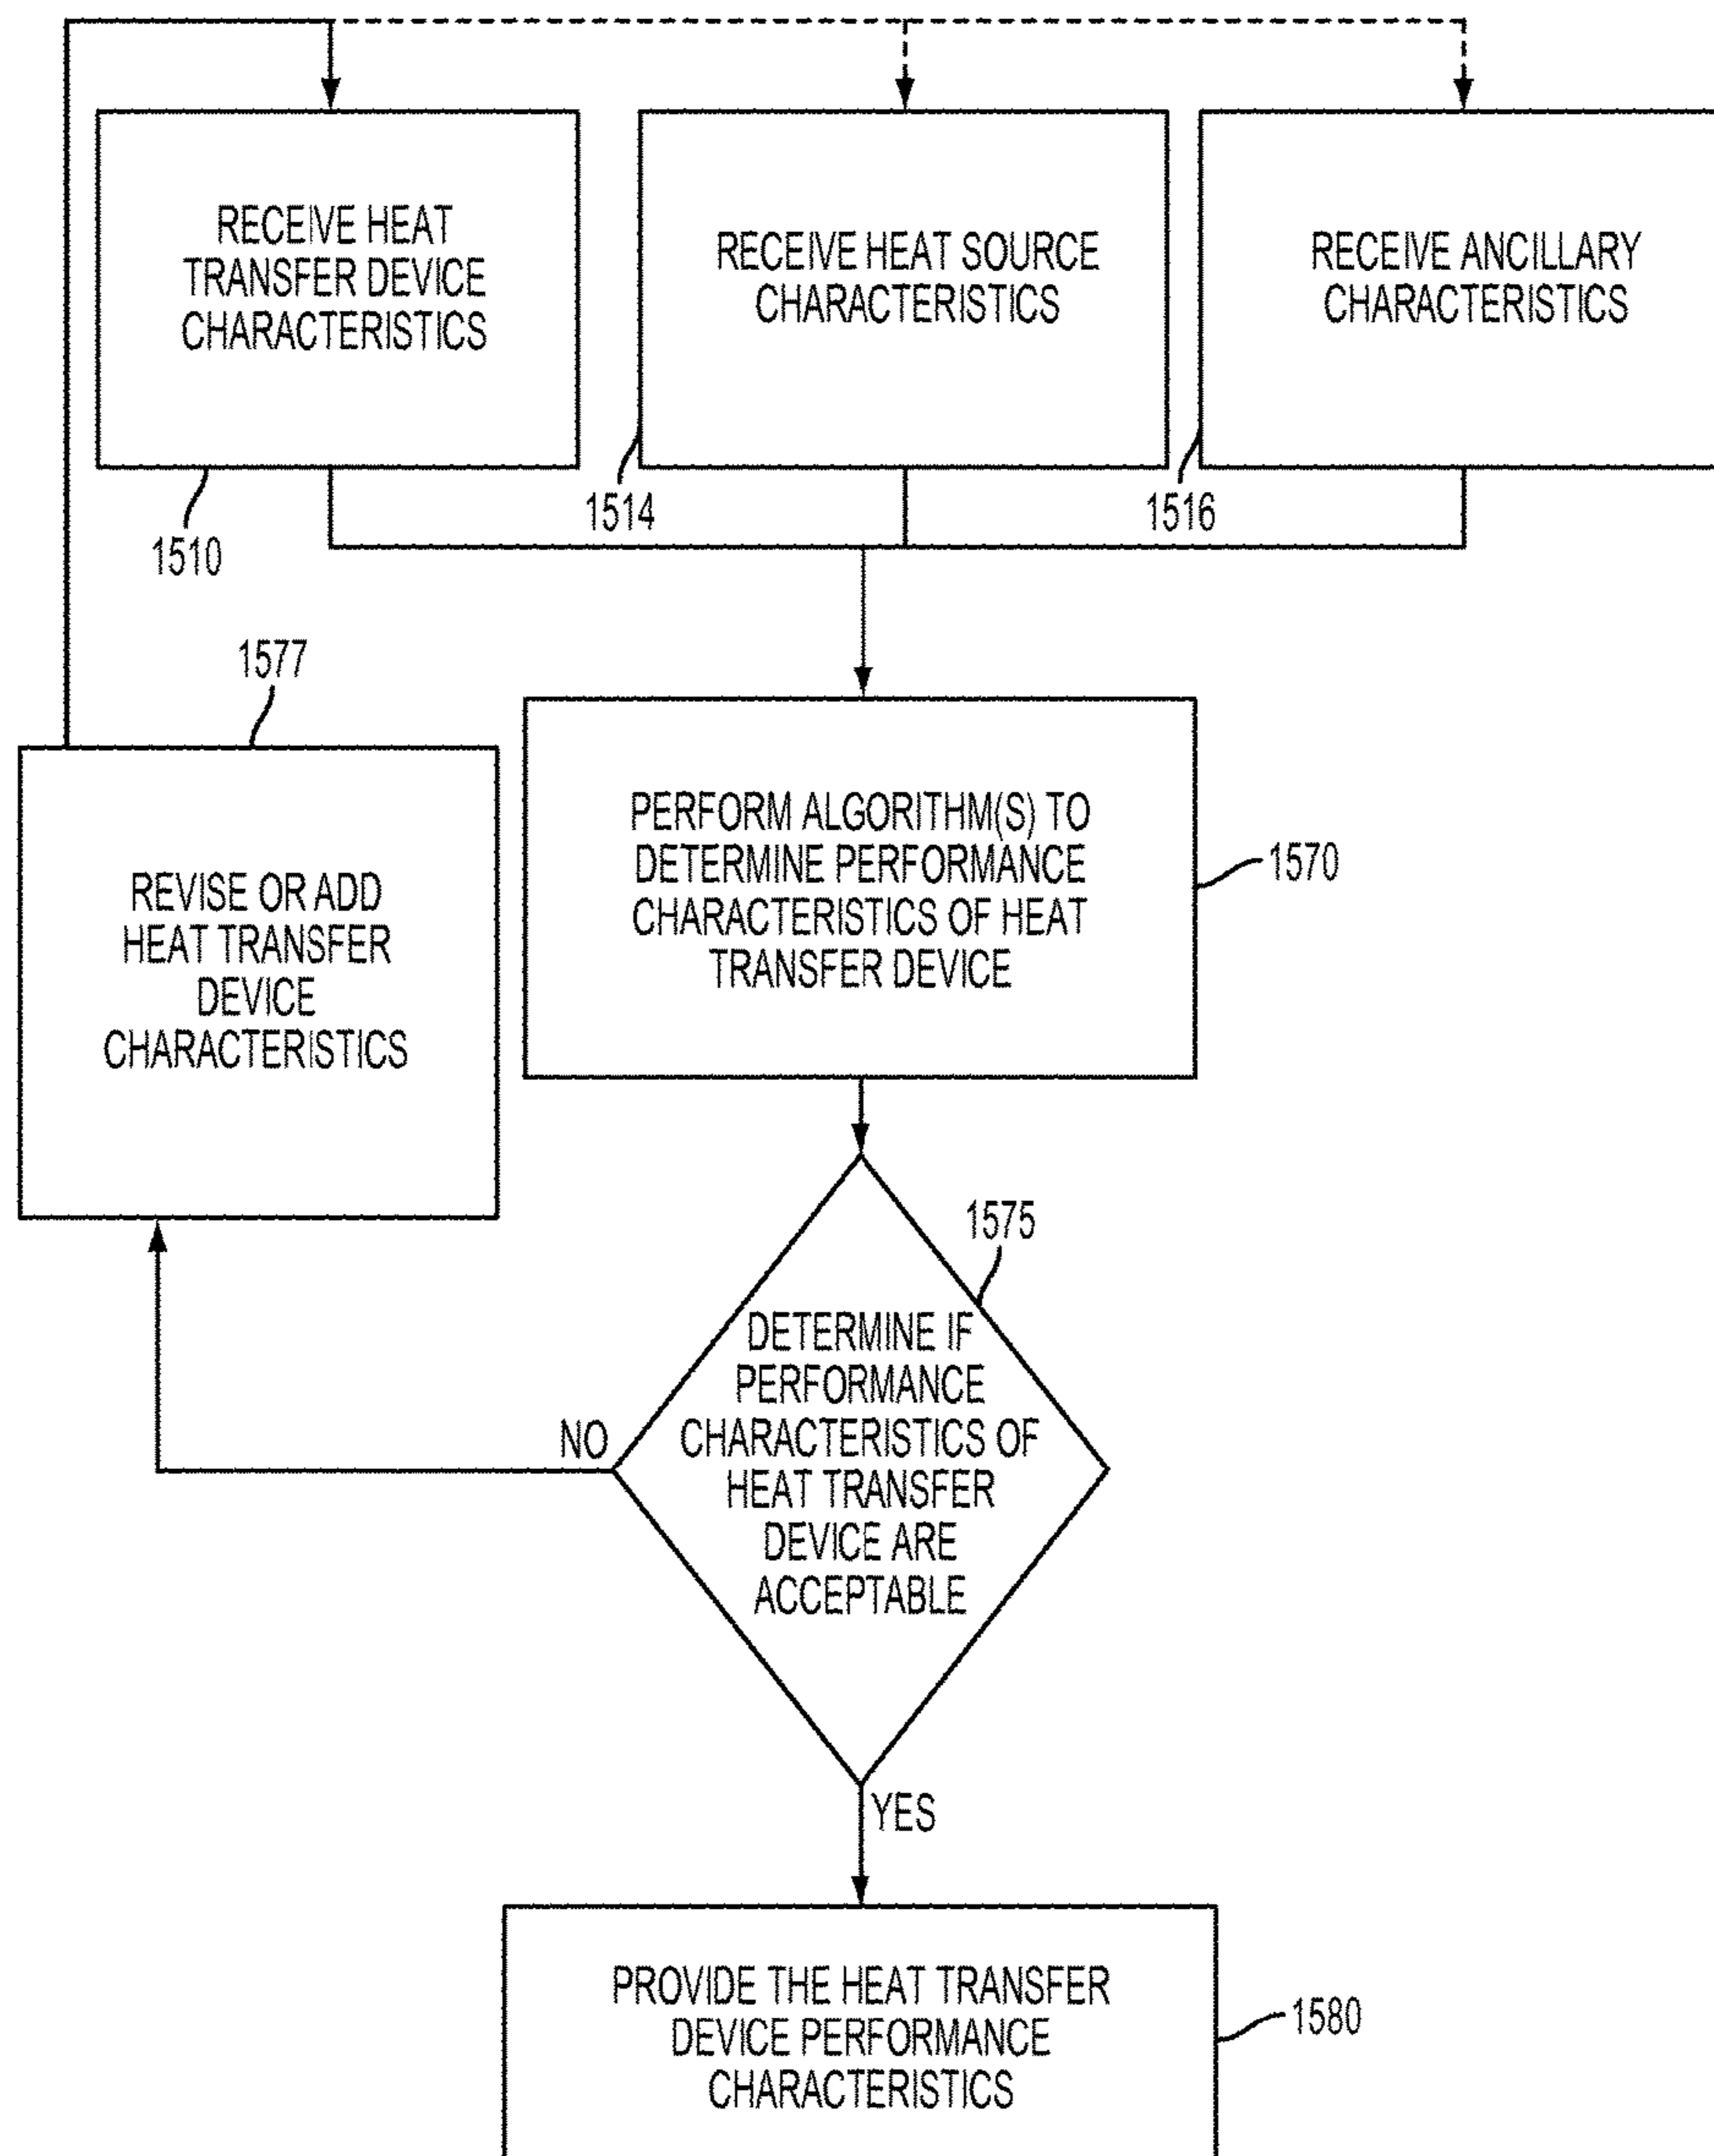 RECEIVE HEAT
TRANSFER DEVICE
CHARACTERISTICS
1510
RECEIVE HEAT SOURCE
CHARACTERISTICS
1514
RECEIVE ANCILLARY
CHARACTERISTICS
1516
1577
REVISE OR ADD
HEAT TRANSFER
DEVICE
CHARACTERISTICS
PERFORM ALGORITHM(S) TO
DETERMINE PERFORMANCE
CHARACTERISTICS OF HEAT
TRANSFER DEVICE
1570
1575
DETERMINE IF
PERFORMANCE
CHARACTERISTICS OF
HEAT TRANSFER
DEVICE ARE
ACCEPTABLE
NO
YES
PROVIDE THE HEAT TRANSFER
DEVICE PERFORMANCE
CHARACTERISTICS
1580